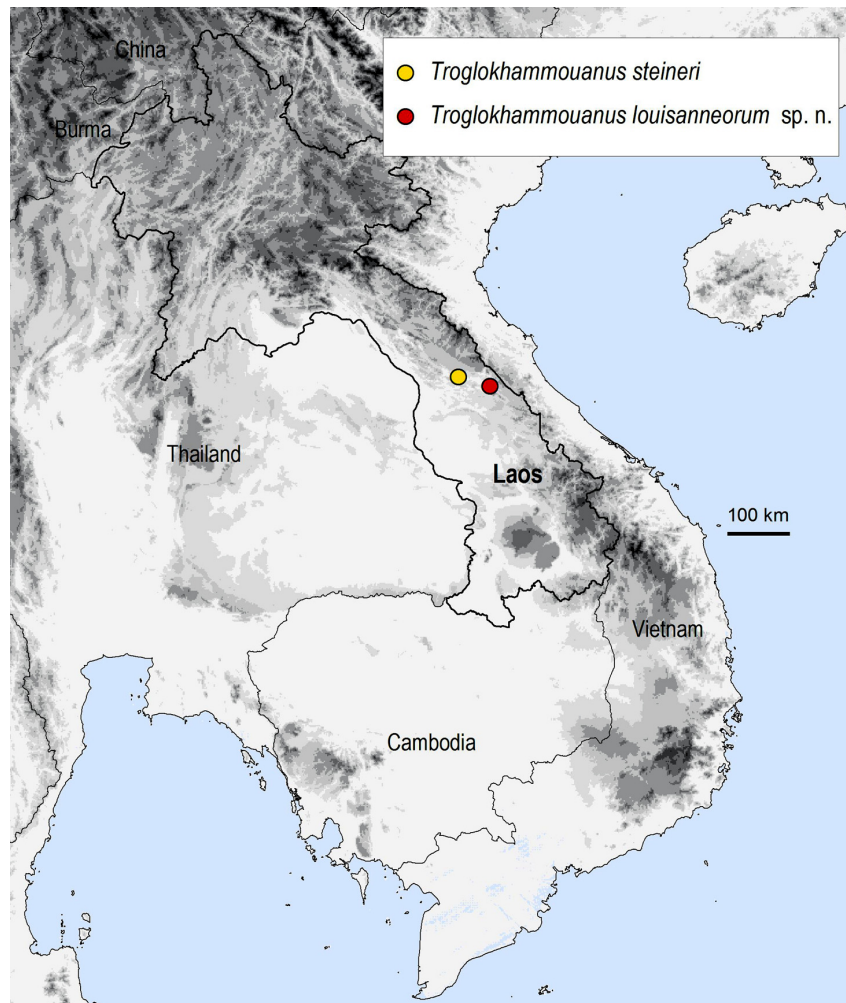 China
Troglokhammouanus steineri
Troglokhammouanus louisanneorum sp. n.
Burma
Thailand
Laos
100 km
Vietnam
Cambodia